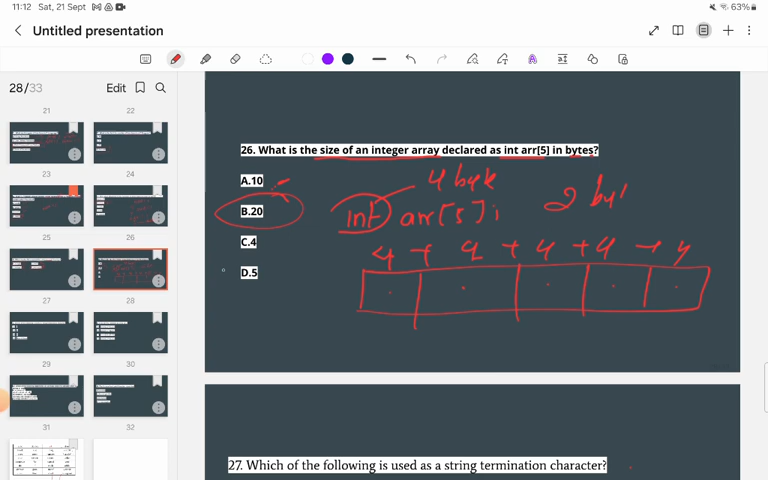 11:12 Sat, 21 Sept
63%
Untitled presentation
28/33
Edit
21
22
23
24
25
26
27
28
29
30
31
32
26. What is the size of an integer array declared as int arr[5] in bytes?
A.10
B.20
C.4
D.5
4 byte
2 byt
int arr[5];
4 + 4 + 4 + 4 + 4
27. Which of the following is used as a string termination character?